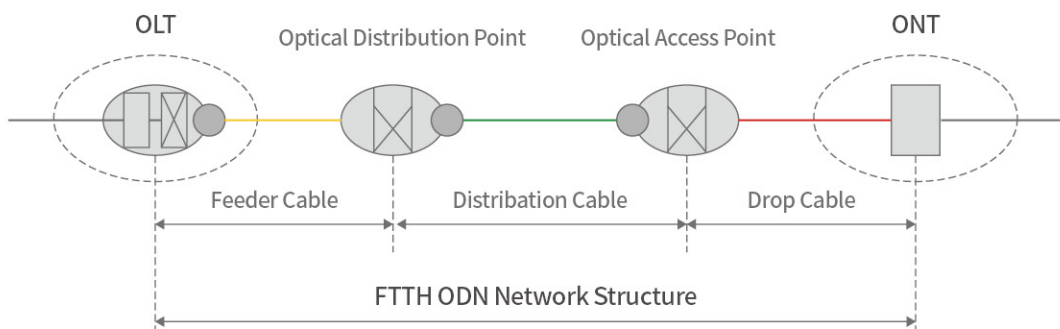 OLT
ONT
Optical Distribution Point
Optical Access Point
Feeder Cable
Distribation Cable
Drop Cable
FTTH ODN Network Structure